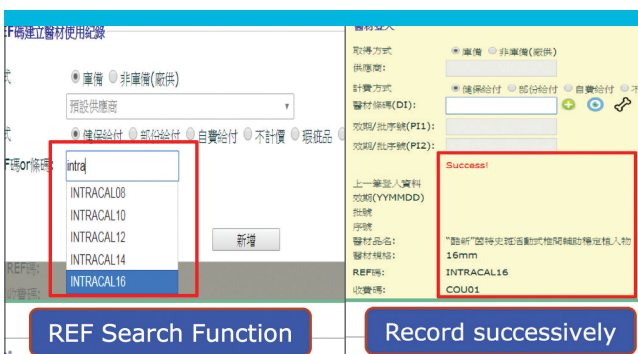 REF碼建立醫材使用紀錄
式
庫備 非庫備(廠供)
預設供應商
式
健保給付 部份給付 自費給付 不計價 瑕疵品
REF碼or條碼:
intra
INTRACAL08
INTRACAL10
INTRACAL12
INTRACAL14
INTRACAL16
新增
REF碼:
收費碼:
REF Search Function
醫材登入
取得方式
庫備 非庫備(廠供)
供應商:
計費方式
健保給付 部份給付 自費給付
醫材條碼(DI):
效期/批序號(PI1):
效期/批序號(PI2):
Success!
上一筆登入資料
效期(YYMMDD)
批號
序號
醫材品名:
"酷新"茵特史班活動式椎間輔助穩定植入物
醫材規格:
16mm
REF碼:
INTRACAL16
收費碼:
COU01
Record successively